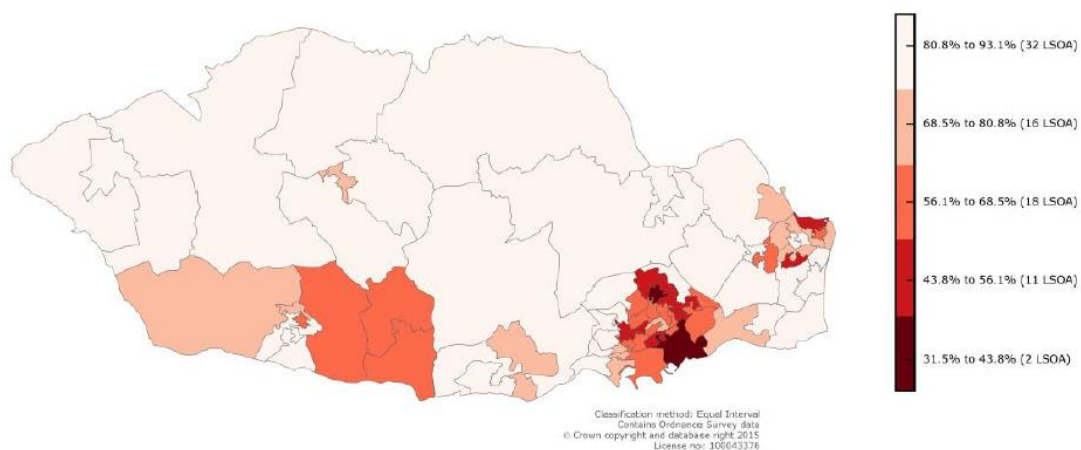 80.8% to 93.1% (32 LSOA)
68.5% to 80.8% (16 LSOA)
56.1% to 68.5% (18 LSOA)
43.8% to 56.1% (11 LSOA)
31.5% to 43.8% (2 LSOA)
Classification method: Equal Interval
Contains Ordnance Survey data
© Crown copyright and database right 2015
License no: 100043376